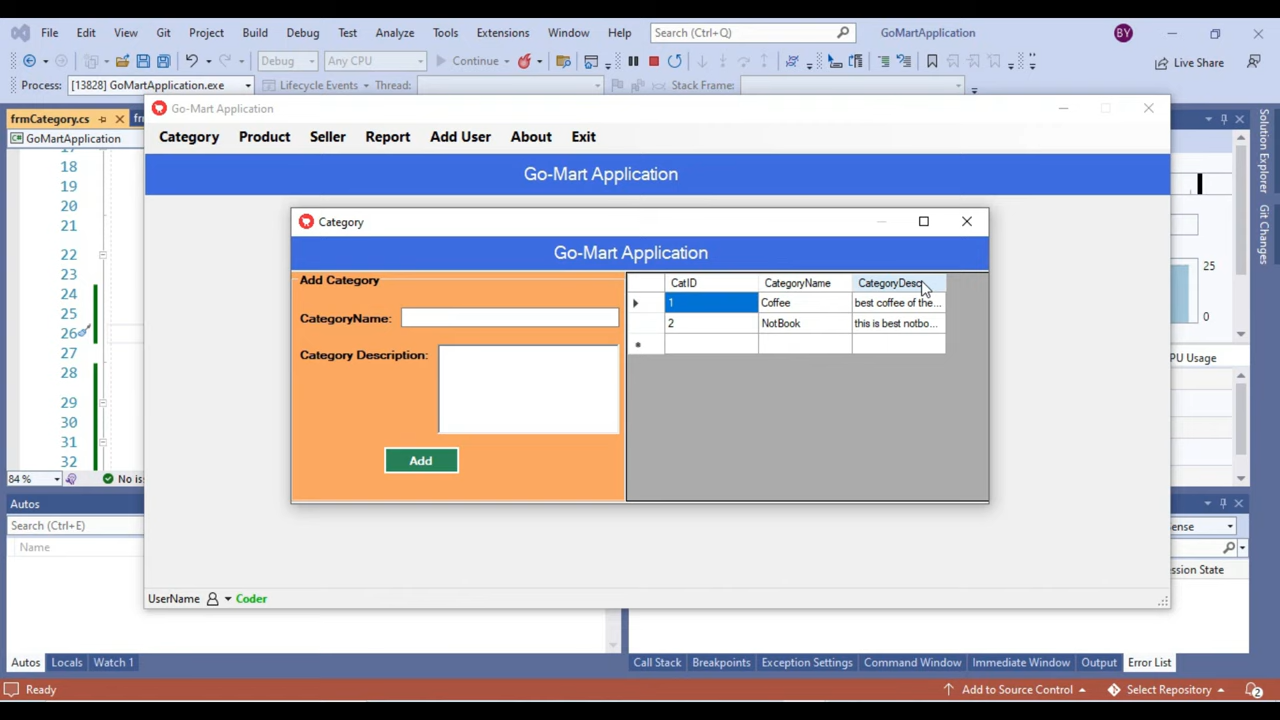 File Edit View Git Project Build Debug Test Analyze Tools Extensions Window Help Search (Ctrl+Q) GoMartApplication BY
Debug Any CPU Continue Live Share
Process: [13828] GoMartApplication.exe Lifecycle Events Thread: Stack Frame:
frmCategory.cs
GoMartApplication
Go-Mart Application
Category Product Seller Report Add User About Exit
Go-Mart Application
Category
Go-Mart Application
Add Category
CategoryName:
Category Description:
Add
CatID CategoryName CategoryDesc
1 Coffee best coffee of the...
2 NotBook this is best notbo...
UserName Coder
18
19
20
21
22
23
24
25
26
27
28
29
30
31
32
84 % No is
Solution Explorer
Git Changes
25
0
PU Usage
Autos
Search (Ctrl+E)
Name
ense
ssion State
Autos Locals Watch 1
Call Stack Breakpoints Exception Settings Command Window Immediate Window Output Error List
Ready Add to Source Control Select Repository 2